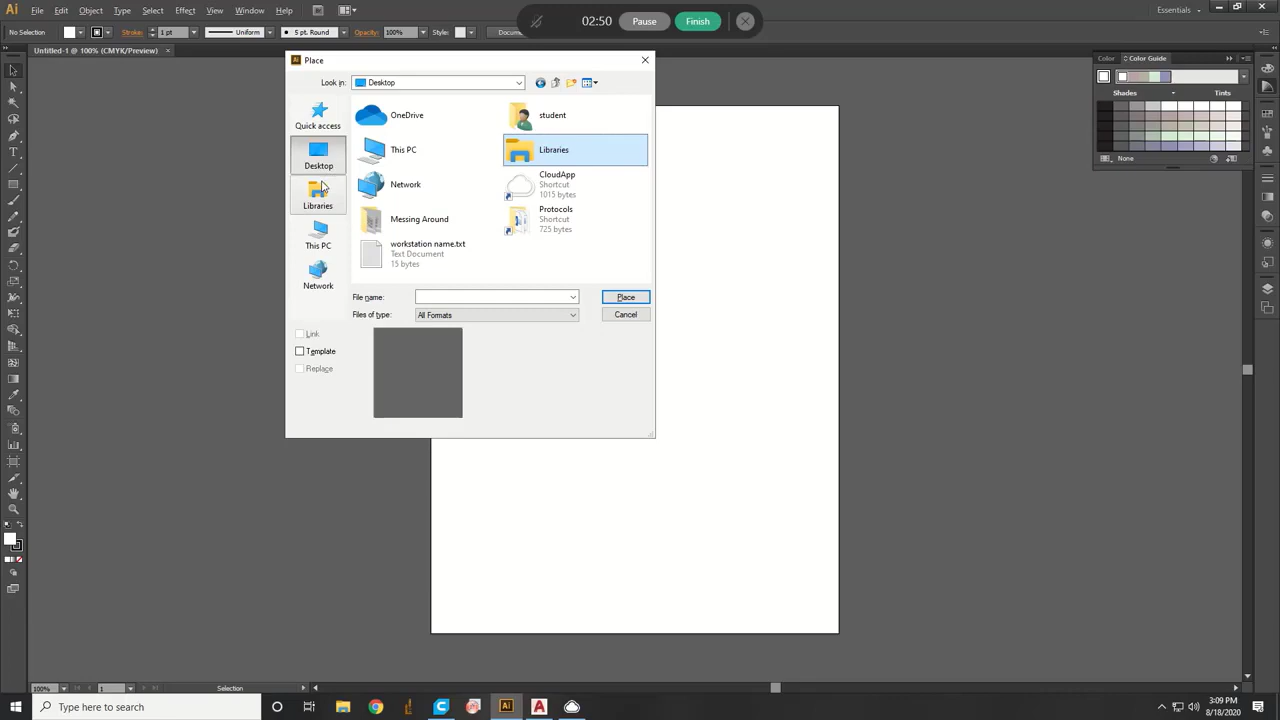 Ai File Edit Object Type Select Effect View Window Help Br Essentials
02:50 Pause Finish
No Selection Stroke: 1 pt Uniform 5 pt. Round Opacity: 100% Style: Docum
Untitled-1 @ 100% (CMYK/Preview) ×
Place
Look in: Desktop
Quick access
Desktop
Libraries
This PC
Network
OneDrive
student
This PC
Libraries
Network
CloudApp
Shortcut
1015 bytes
Messing Around
Protocols
Shortcut
725 bytes
workstation name.txt
Text Document
15 bytes
File name:
Place
Files of type: All Formats
Cancel
Link
Template
Replace
Color Color Guide
Shades Tints
None
100% 1 Selection
Type here to search
3:09 PM
8/18/2020